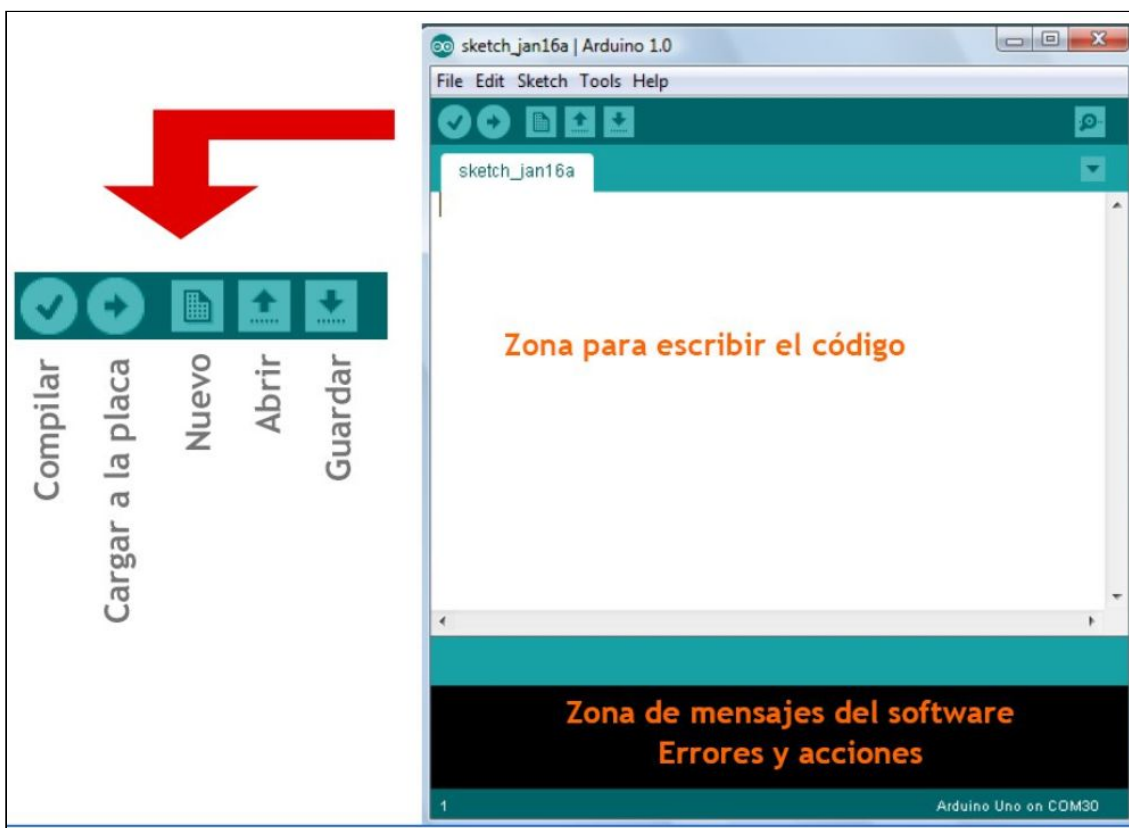 sketch_jan16a | Arduino 1.0
File Edit Sketch Tools Help
sketch_jan16a
Compilar
Cargar a la placa
Nuevo
Abrir
Guardar
Zona para escribir el código
Zona de mensajes del software
Errores y acciones
1
Arduino Uno on COM30